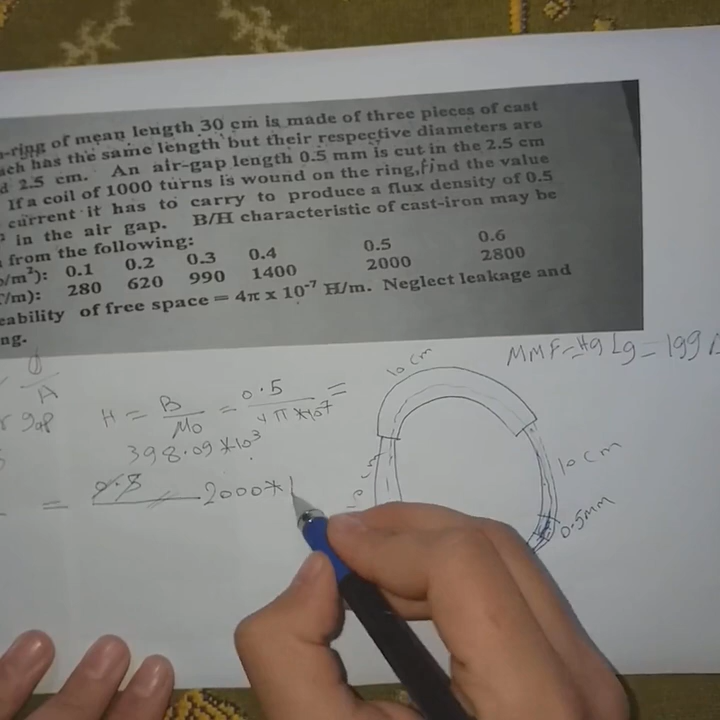 -ring of mean length 30 cm is made of three pieces of cast
ach has the same length but their respective diameters are
d 2.5 cm. An air-gap length 0.5 mm is cut in the 2.5 cm
If a coil of 1000 turns is wound on the ring, find the value
current it has to carry to produce a flux density of 0.5
in the air gap. B/H characteristic of cast-iron may be
from the following:
/m²): 0.1 0.2 0.3 0.4 0.5 0.6
/m): 280 620 990 1400 2000 2800
eability of free space = 4π x 10⁻⁷ H/m. Neglect leakage and
ng.
MMF = Hg Lg = 199
10 cm
A
r gap
H = B/M0 = 0.5/4π*10⁷ =
398.09*10³
10 cm
= 0.5 2000*1
0.5mm